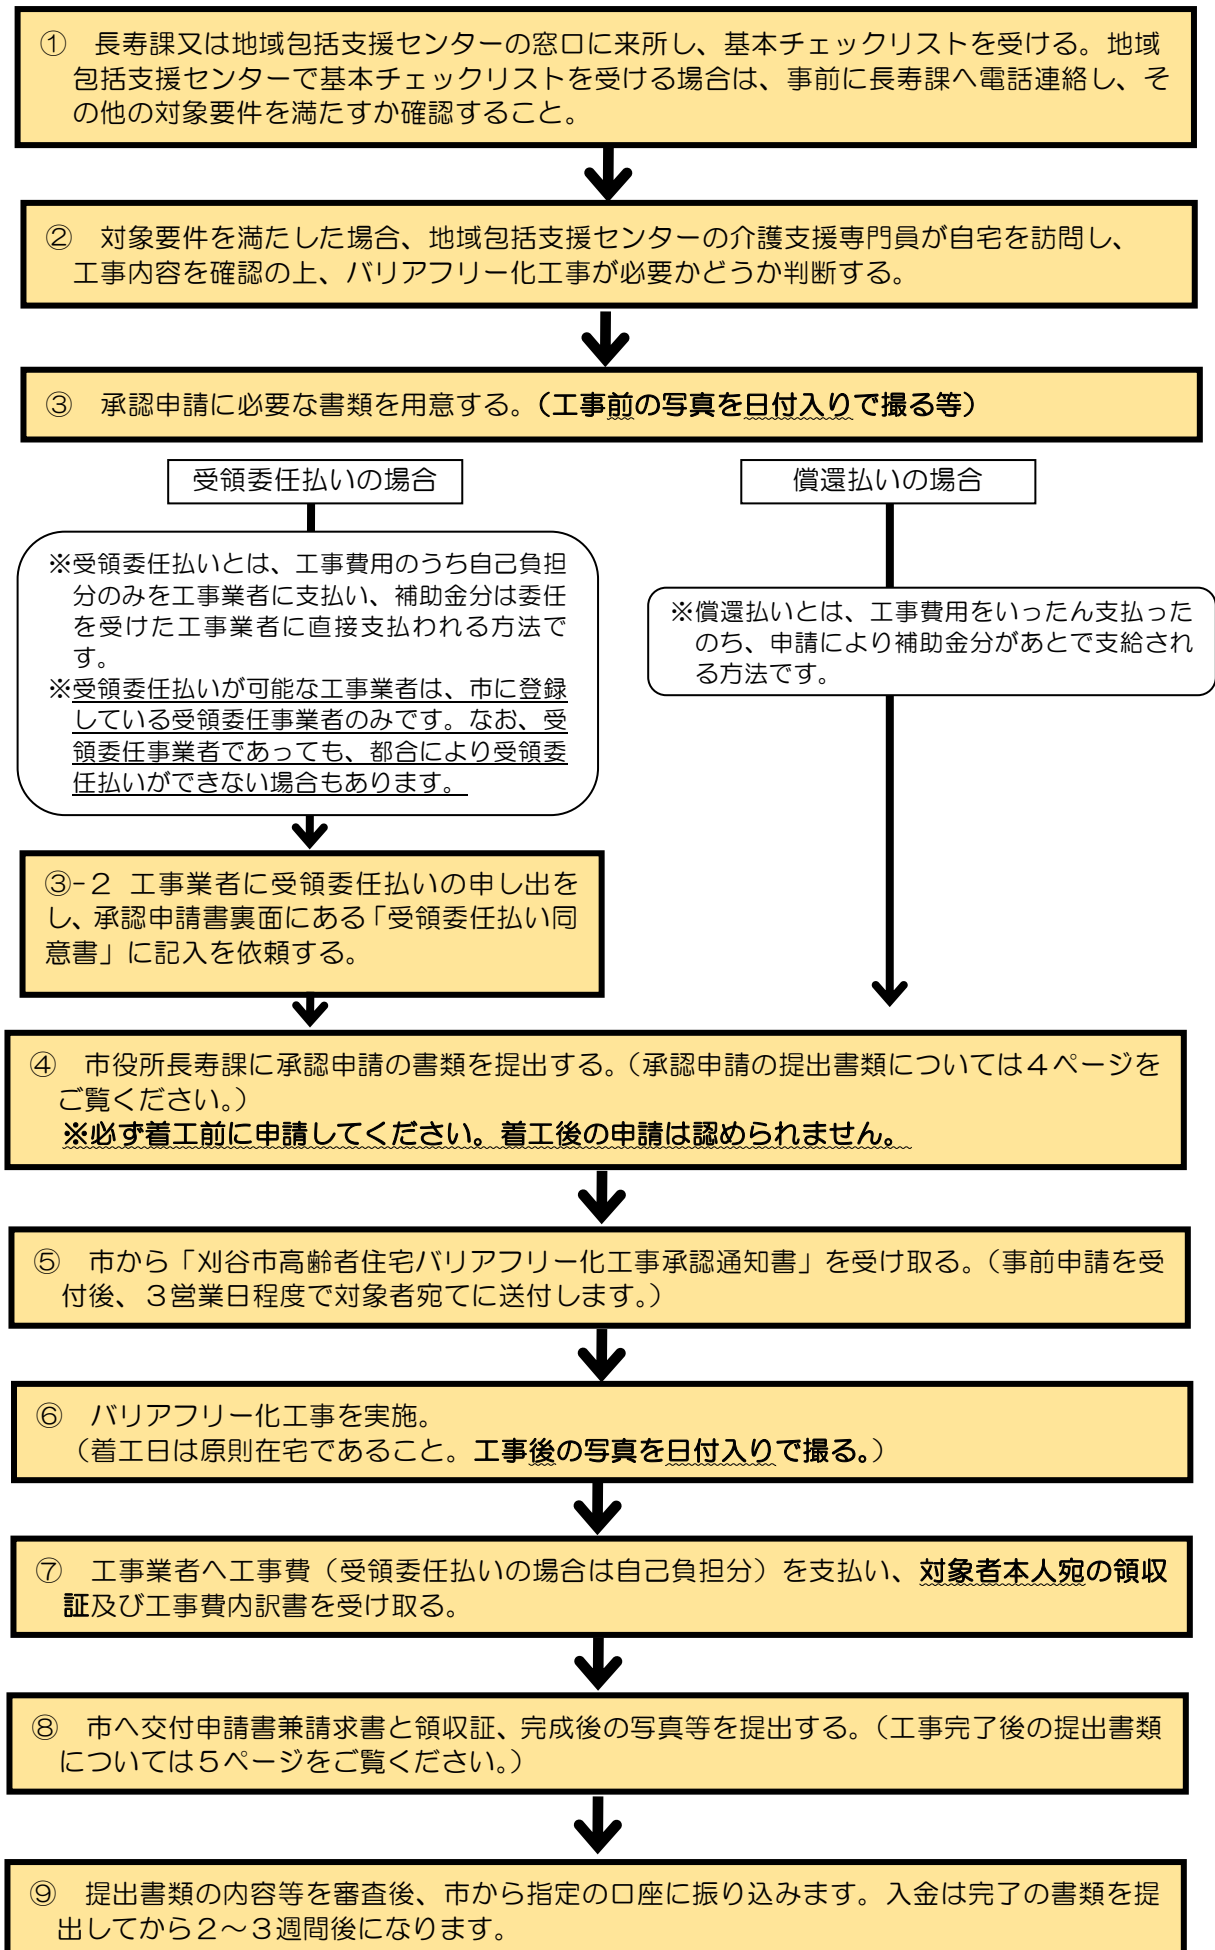 ① 長寿課又は地域包括支援センターの窓口に来所し、基本チェックリストを受ける。地域
包括支援センターで基本チェックリストを受ける場合は、事前に長寿課へ電話連絡し、そ
の他の対象要件を満たすか確認すること。
② 対象要件を満たした場合、地域包括支援センターの介護支援専門員が自宅を訪問し、
工事内容を確認の上、バリアフリー化工事が必要かどうか判断する。
③ 承認申請に必要な書類を用意する。（工事前の写真を日付入りで撮る等）
受領委任払いの場合
※受領委任払いとは、工事費用のうち自己負担
分のみを工事業者に支払い、補助金分は委任
を受けた工事業者に直接支払われる方法で
す。
※受領委任払いが可能な工事業者は、市に登録
している受領委任事業者のみです。なお、受
領委任事業者であっても、都合により受領委
任払いができない場合もあります。
③-２ 工事業者に受領委任払いの申し出を
し、承認申請書裏面にある「受領委任払い同
意書」に記入を依頼する。
償還払いの場合
※償還払いとは、工事費用をいったん支払った
のち、申請により補助金分があとで支給され
る方法です。
④ 市役所長寿課に承認申請の書類を提出する。（承認申請の提出書類については４ページを
ご覧ください。）
※必ず着工前に申請してください。着工後の申請は認められません。
⑤ 市から「刈谷市高齢者住宅バリアフリー化工事承認通知書」を受け取る。（事前申請を受
付後、３営業日程度で対象者宛てに送付します。）
⑥ バリアフリー化工事を実施。
（着工日は原則在宅であること。工事後の写真を日付入りで撮る。）
⑦ 工事業者へ工事費（受領委任払いの場合は自己負担分）を支払い、対象者本人宛の領収
証及び工事費内訳書を受け取る。
⑧ 市へ交付申請書兼請求書と領収証、完成後の写真等を提出する。（工事完了後の提出書類
については５ページをご覧ください。）
⑨ 提出書類の内容等を審査後、市から指定の口座に振り込みます。入金は完了の書類を提
出してから２～３週間後になります。